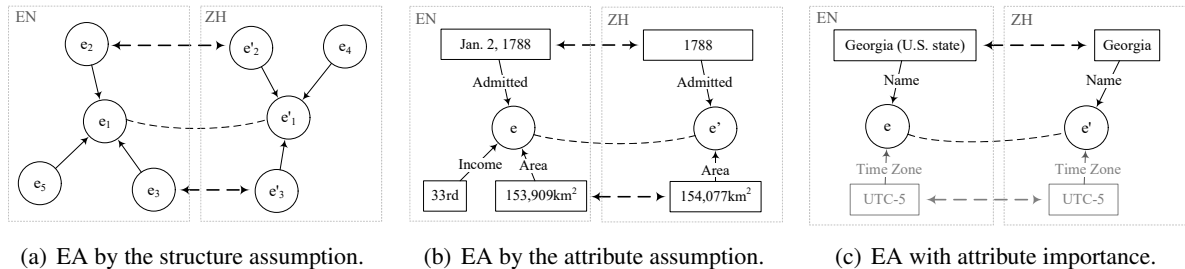 EN
ZH
e2
e'2
e4
e1
e'1
e5
e3
e'3
(a) EA by the structure assumption.
EN
ZH
Jan. 2, 1788
1788
Admitted
Admitted
e
e’
Income
Area
Area
33rd
153,909km²
154,077km²
(b) EA by the attribute assumption.
EN
ZH
Georgia (U.S. state)
Georgia
Name
Name
e
e'
Time Zone
Time Zone
UTC-5
UTC-5
(c) EA with attribute importance.